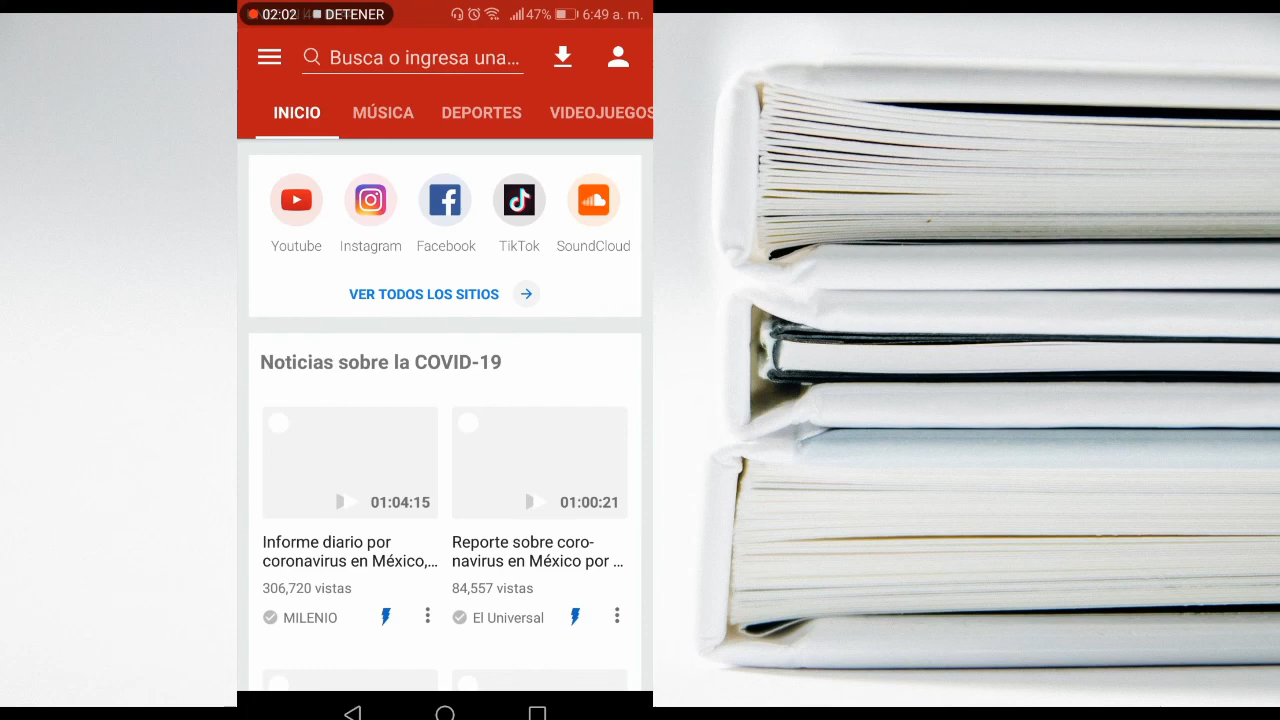 02:02 DETENER 47% 6:49 a. m.
Busca o ingresa una...
INICIO MÚSICA DEPORTES VIDEOJUEGOS
Youtube Instagram Facebook TikTok SoundCloud
VER TODOS LOS SITIOS
Noticias sobre la COVID-19
01:04:15 01:00:21
Informe diario por
coronavirus en México,...
306,720 vistas
MILENIO
Reporte sobre coro-
navirus en México por ...
84,557 vistas
El Universal